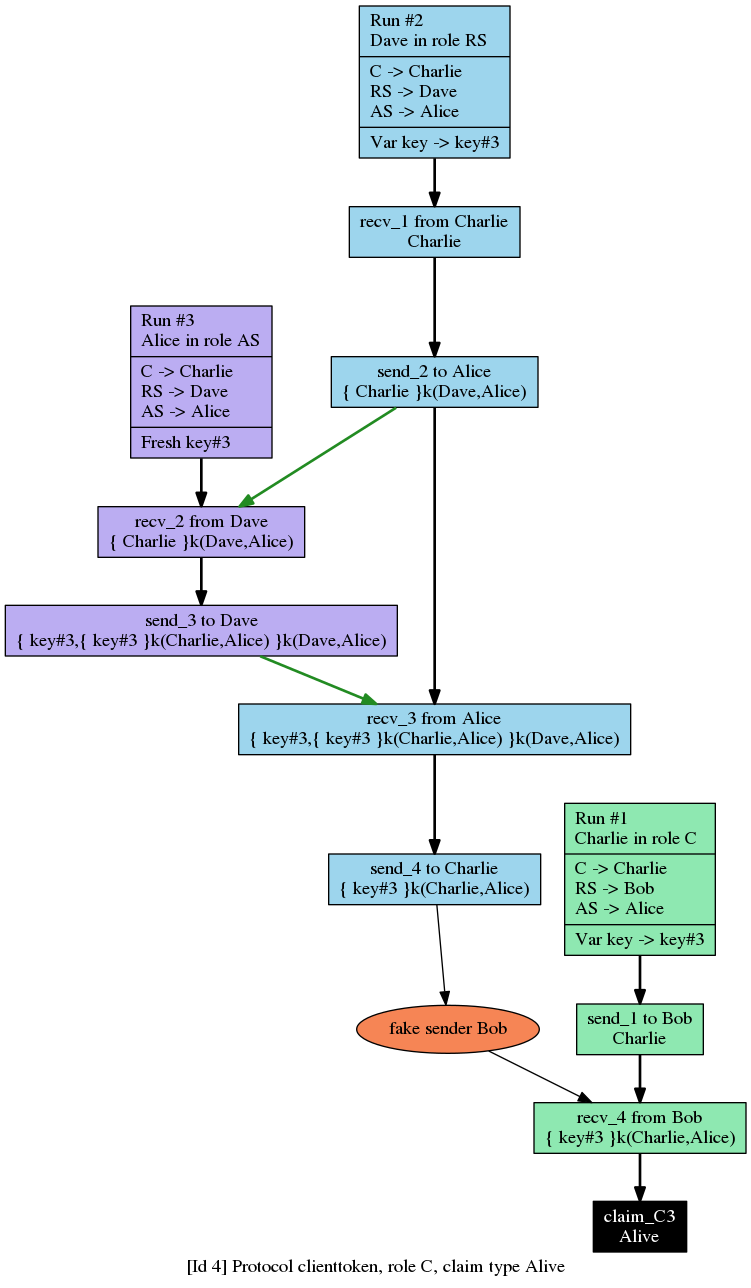 Run #2
Dave in role RS
C -> Charlie
RS -> Dave
AS -> Alice
Var key -> key#3
recv_1 from Charlie
Charlie
Run #3
Alice in role AS
C -> Charlie
RS -> Dave
AS -> Alice
Fresh key#3
send_2 to Alice
{ Charlie }k(Dave,Alice)
recv_2 from Dave
{ Charlie }k(Dave,Alice)
send_3 to Dave
{ key#3,{ key#3 }k(Charlie,Alice) }k(Dave,Alice)
recv_3 from Alice
{ key#3,{ key#3 }k(Charlie,Alice) }k(Dave,Alice)
Run #1
Charlie in role C
C -> Charlie
RS -> Bob
AS -> Alice
Var key -> key#3
send_4 to Charlie
{ key#3 }k(Charlie,Alice)
fake sender Bob
send_1 to Bob
Charlie
recv_4 from Bob
{ key#3 }k(Charlie,Alice)
claim_C3
Alive
[Id 4] Protocol clienttoken, role C, claim type Alive